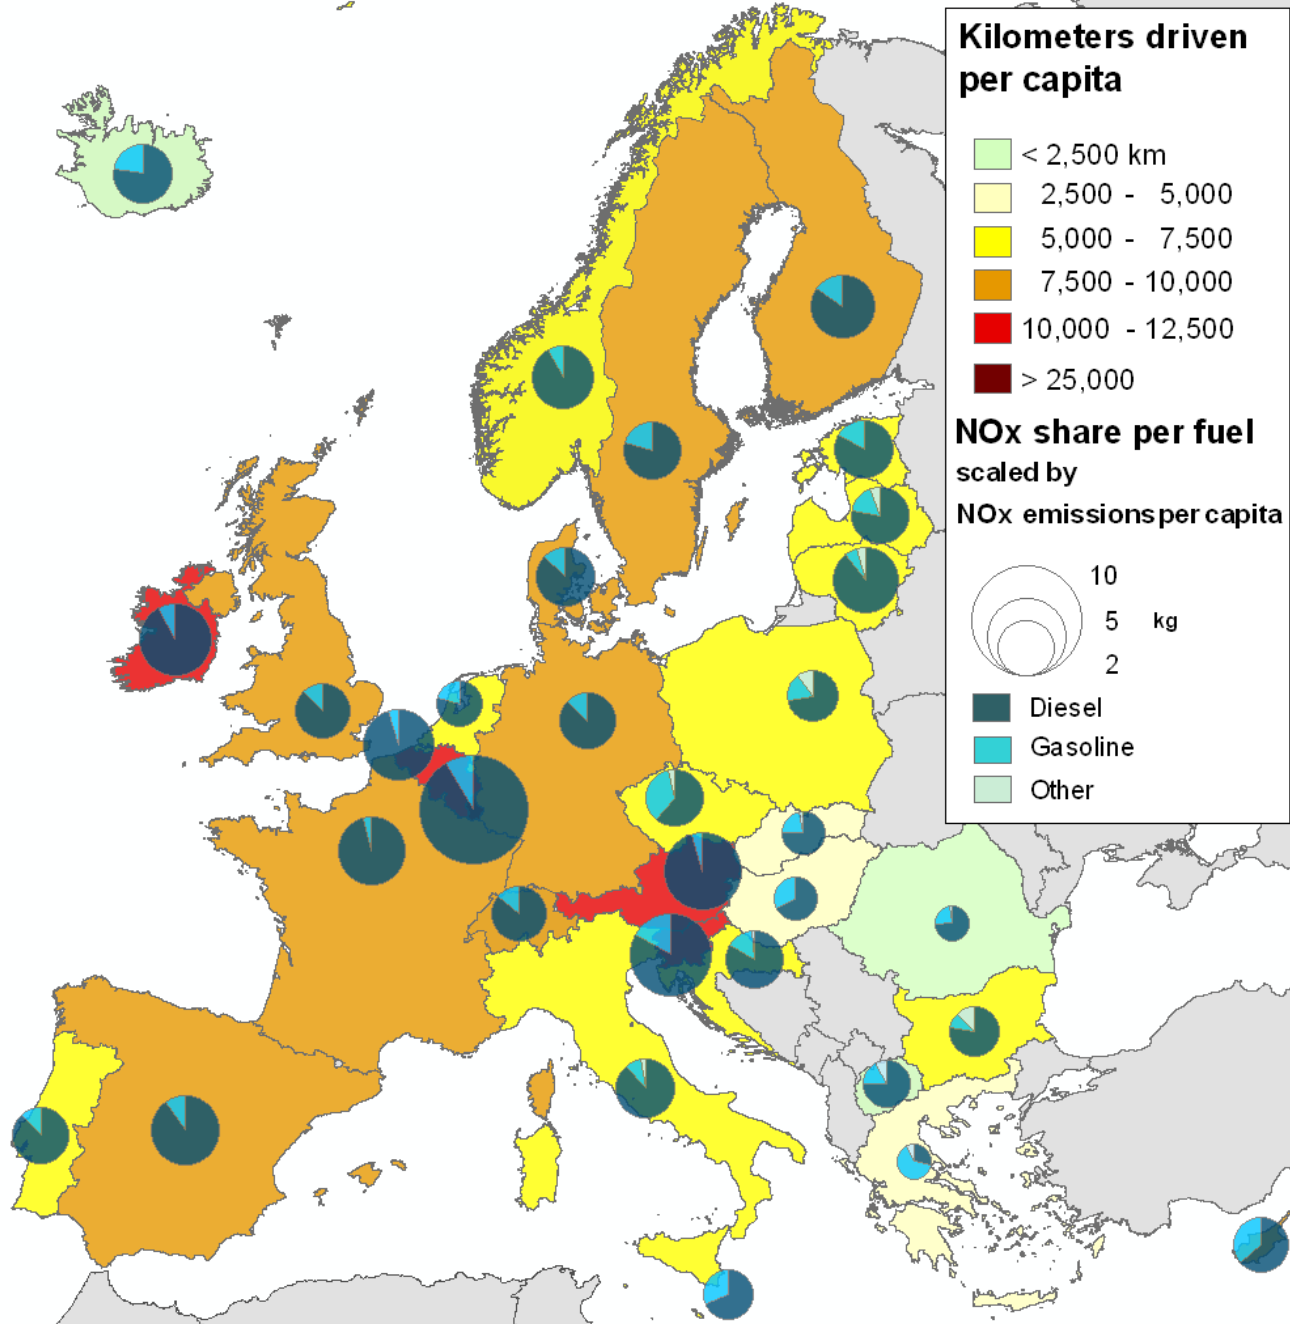 Kilometers driven
per capita
< 2,500 km
2,500 - 5,000
5,000 - 7,500
7,500 - 10,000
10,000 - 12,500
> 25,000
NOx share per fuel
scaled by
NOx emissions per capita
10
5 kg
2
Diesel
Gasoline
Other